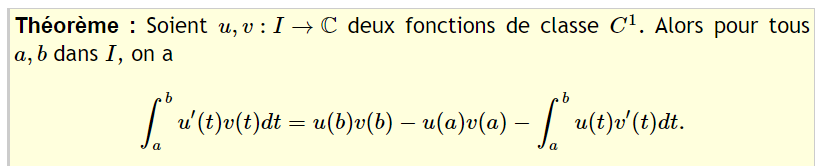 Théorème : Soient u, v : I → ℂ deux fonctions de classe C¹. Alors pour tous
a, b dans I, on a
∫ₐᵇ u′(t)v(t)dt = u(b)v(b) − u(a)v(a) − ∫ₐᵇ u(t)v′(t)dt.